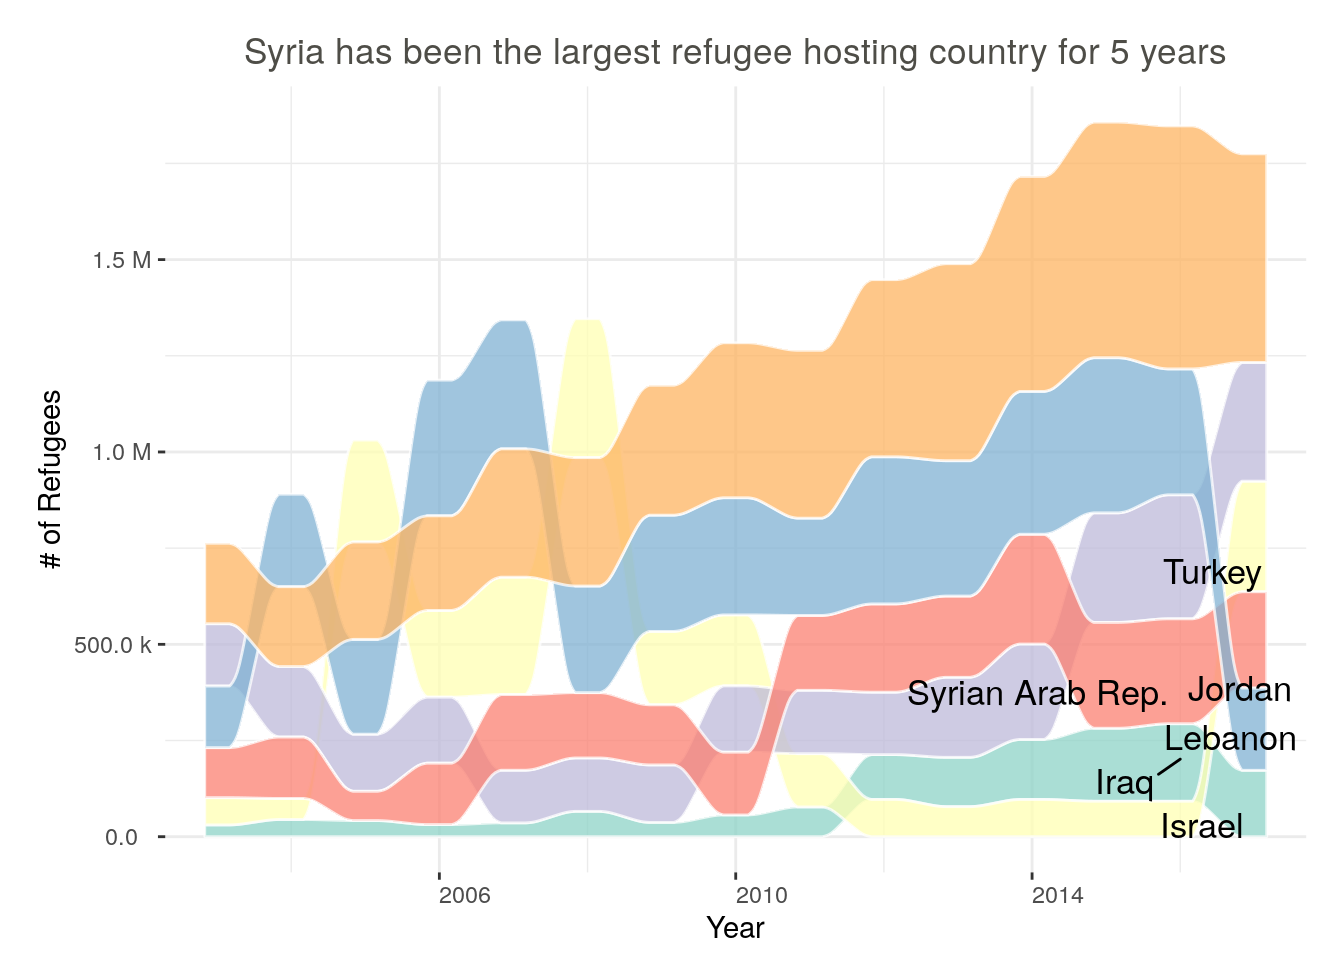 Syria has been the largest refugee hosting country for 5 years
# of Refugees
1.5 M
1.0 M
500.0 k
0.0
Turkey
Syrian Arab Rep.
Jordan
Lebanon
Iraq
Israel
2006
2010
2014
Year